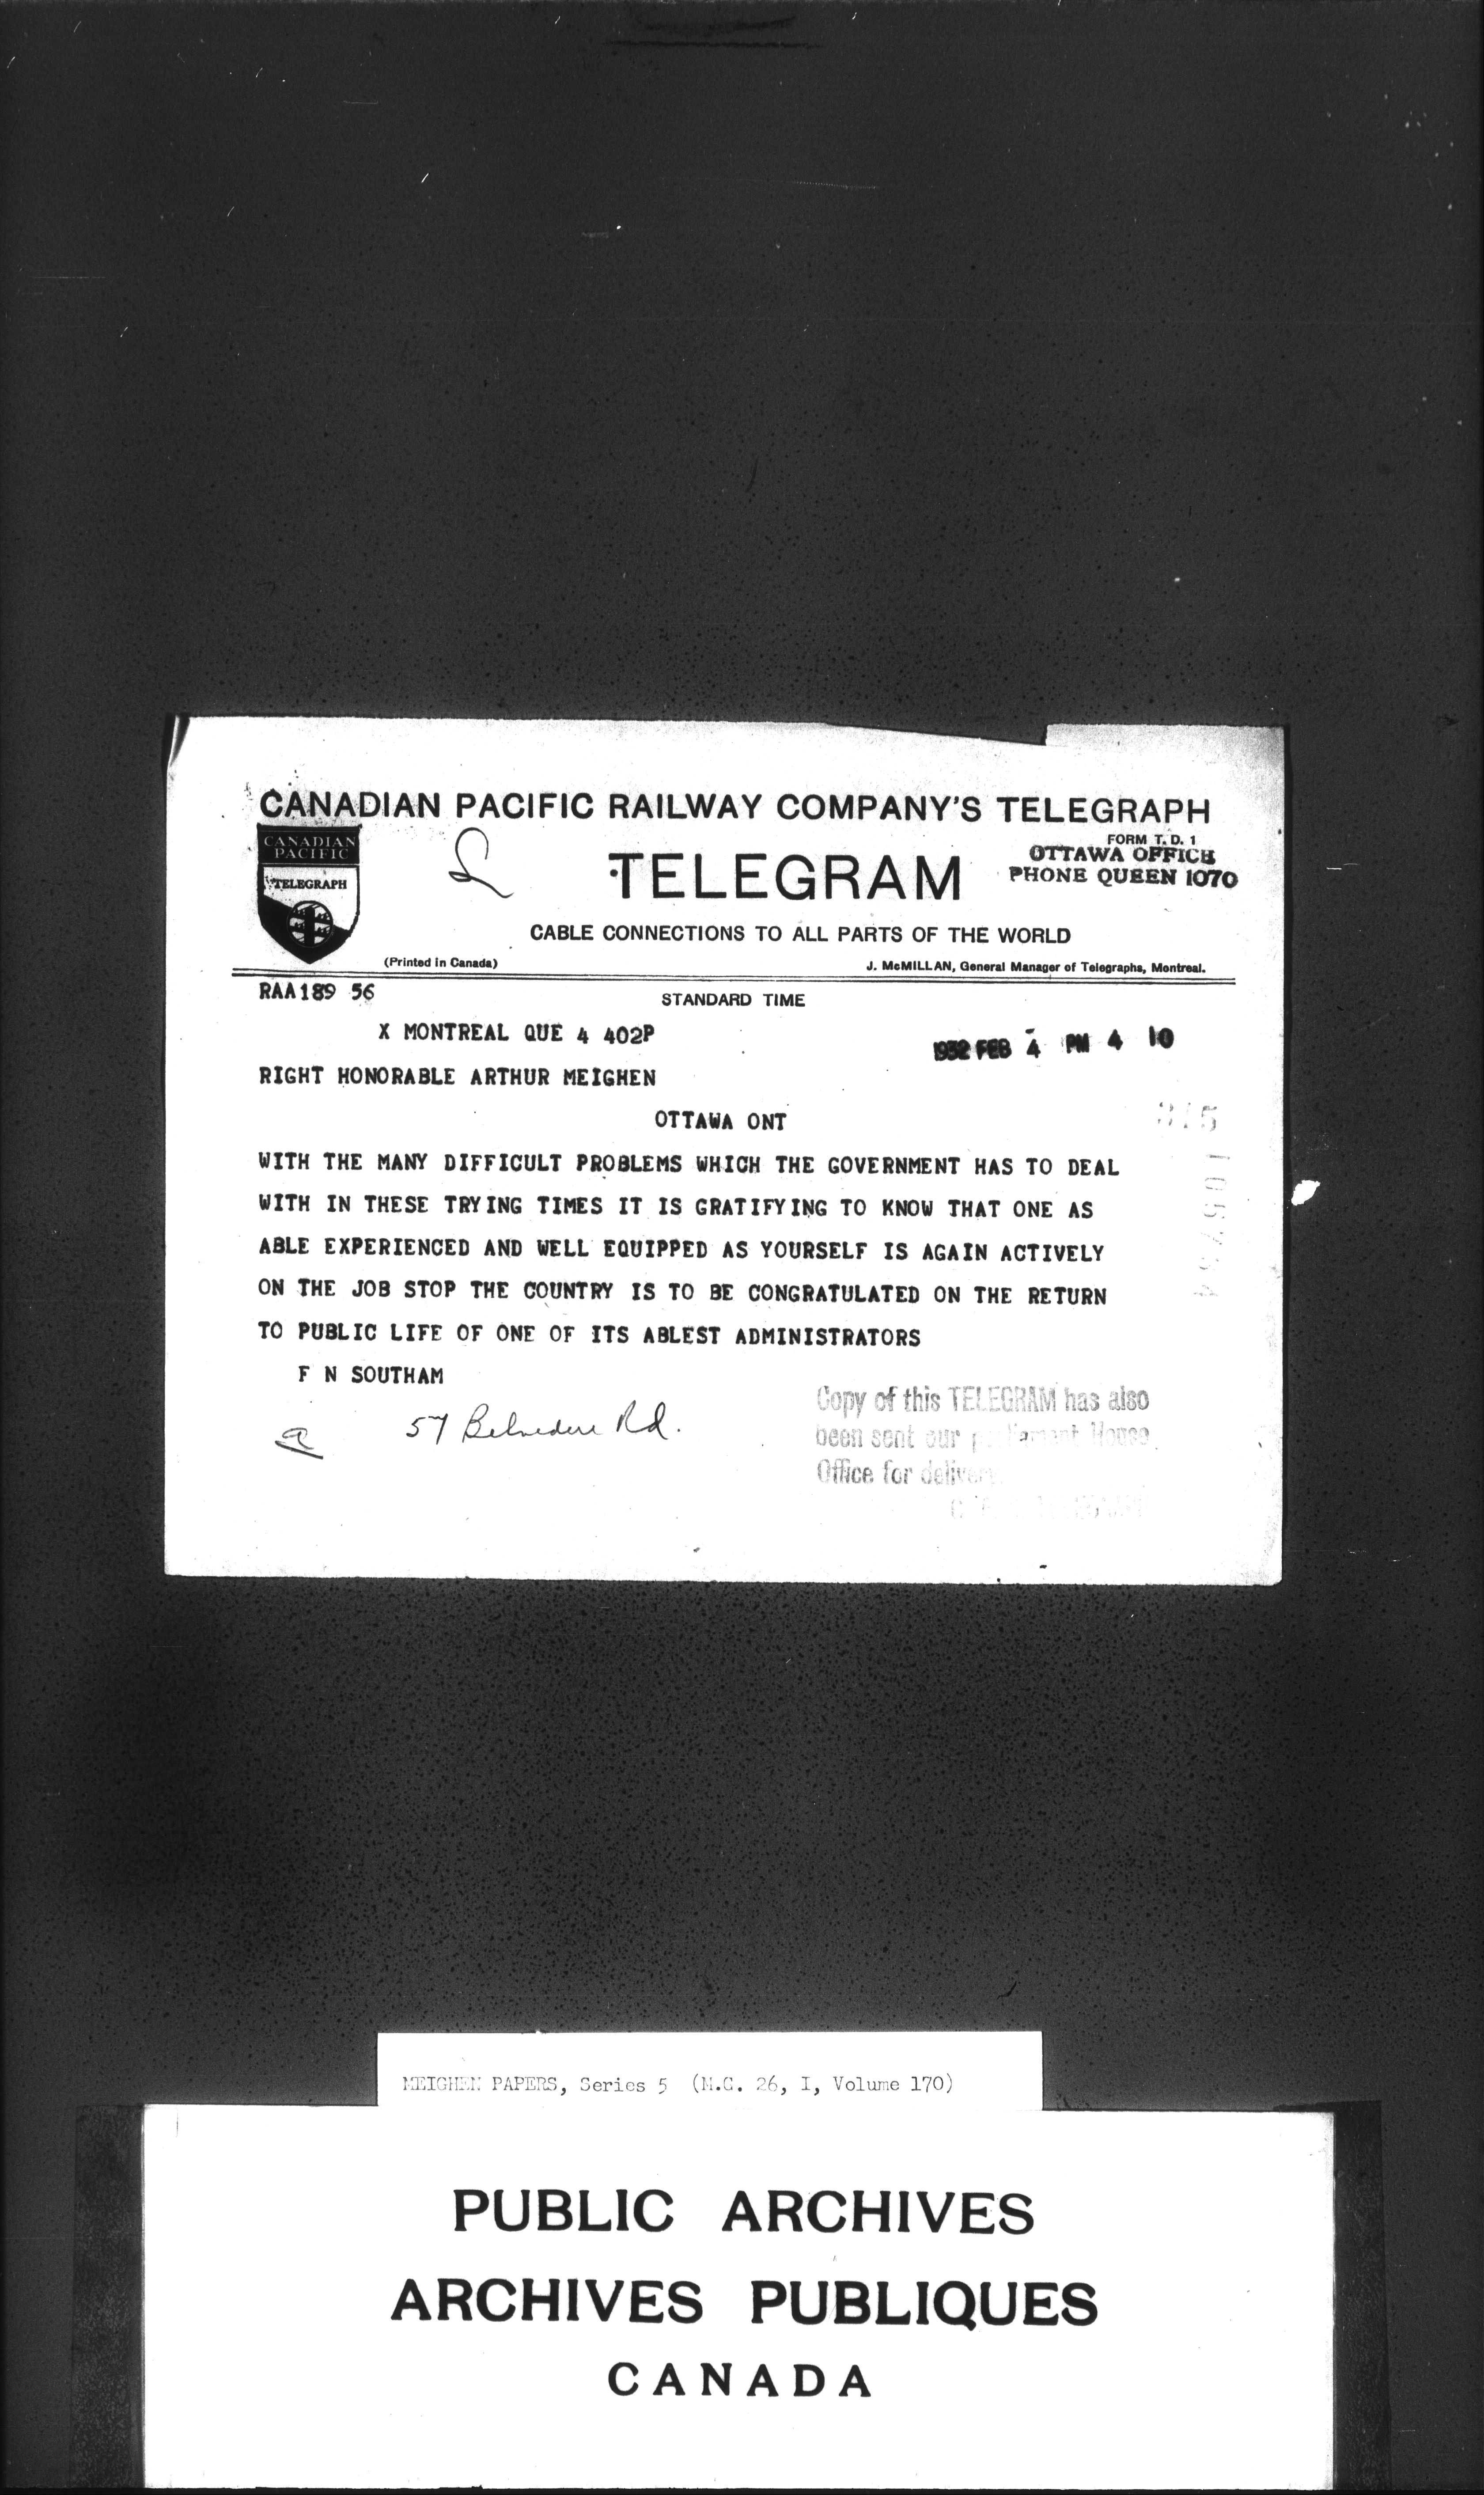 CANADIAN PACIFIC RAILWAY COMPANY'S TELEGRAPH
CANADIAN
PACIFIC
TELEGRAPH
TELEGRAM
FORM T. D. 1
OTTAWA OFFICE
PHONE QUEEN 1070
CABLE CONNECTIONS TO ALL PARTS OF THE WORLD
(Printed in Canada)
J. McMILLAN, General Manager of Telegraphs, Montreal.
RAA189 56
STANDARD TIME
X MONTREAL QUE 4 402P
1932 FEB 4 PM 4 10
RIGHT HONORABLE ARTHUR MEIGHEN
OTTAWA ONT
WITH THE MANY DIFFICULT PROBLEMS WHICH THE GOVERNMENT HAS TO DEAL
WITH IN THESE TRYING TIMES IT IS GRATIFYING TO KNOW THAT ONE AS
ABLE EXPERIENCED AND WELL EQUIPPED AS YOURSELF IS AGAIN ACTIVELY
ON THE JOB STOP THE COUNTRY IS TO BE CONGRATULATED ON THE RETURN
TO PUBLIC LIFE OF ONE OF ITS ABLEST ADMINISTRATORS
F N SOUTHAM
57 Belvedere Rd.
Copy of this TELEGRAM has also
been sent our Parliament House
Office for delivery
MEIGHEN PAPERS, Series 5 (M.G. 26, I, Volume 170)
PUBLIC ARCHIVES
ARCHIVES PUBLIQUES
CANADA